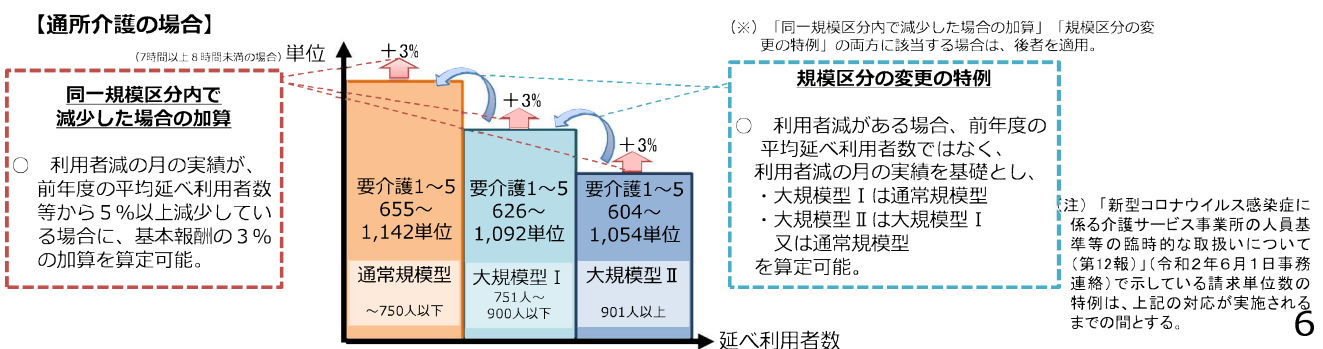 【通所介護の場合】
(7時間以上8時間未満の場合)
単位
同一規模区分内で
減少した場合の加算
○ 利用者減の月の実績が、
前年度の平均延べ利用者数
等から5%以上減少してい
る場合に、基本報酬の3%
の加算を算定可能。
+3%
+3%
+3%
要介護1~5
655~
1,142単位
通常規模型
~750人以下
要介護1~5
626~
1,092単位
大規模型Ⅰ
751人~
900人以下
要介護1~5
604~
1,054単位
大規模型Ⅱ
901人以上
延べ利用者数
(※)「同一規模区分内で減少した場合の加算」「規模区分の変
更の特例」の両方に該当する場合は、後者を適用。
規模区分の変更の特例
○ 利用者減がある場合、前年度の
平均延べ利用者数ではなく、
利用者減の月の実績を基礎とし、
・大規模型Ⅰは通常規模型
・大規模型Ⅱは大規模型Ⅰ
又は通常規模型
を算定可能。
(注)「新型コロナウイルス感染症に
係る介護サービス事業所の人員基
準等の臨時的な取扱いについて
(第12報)」(令和2年6月1日事務
連絡)で示している請求単位数の
特例は、上記の対応が実施される
までの間とする。
6